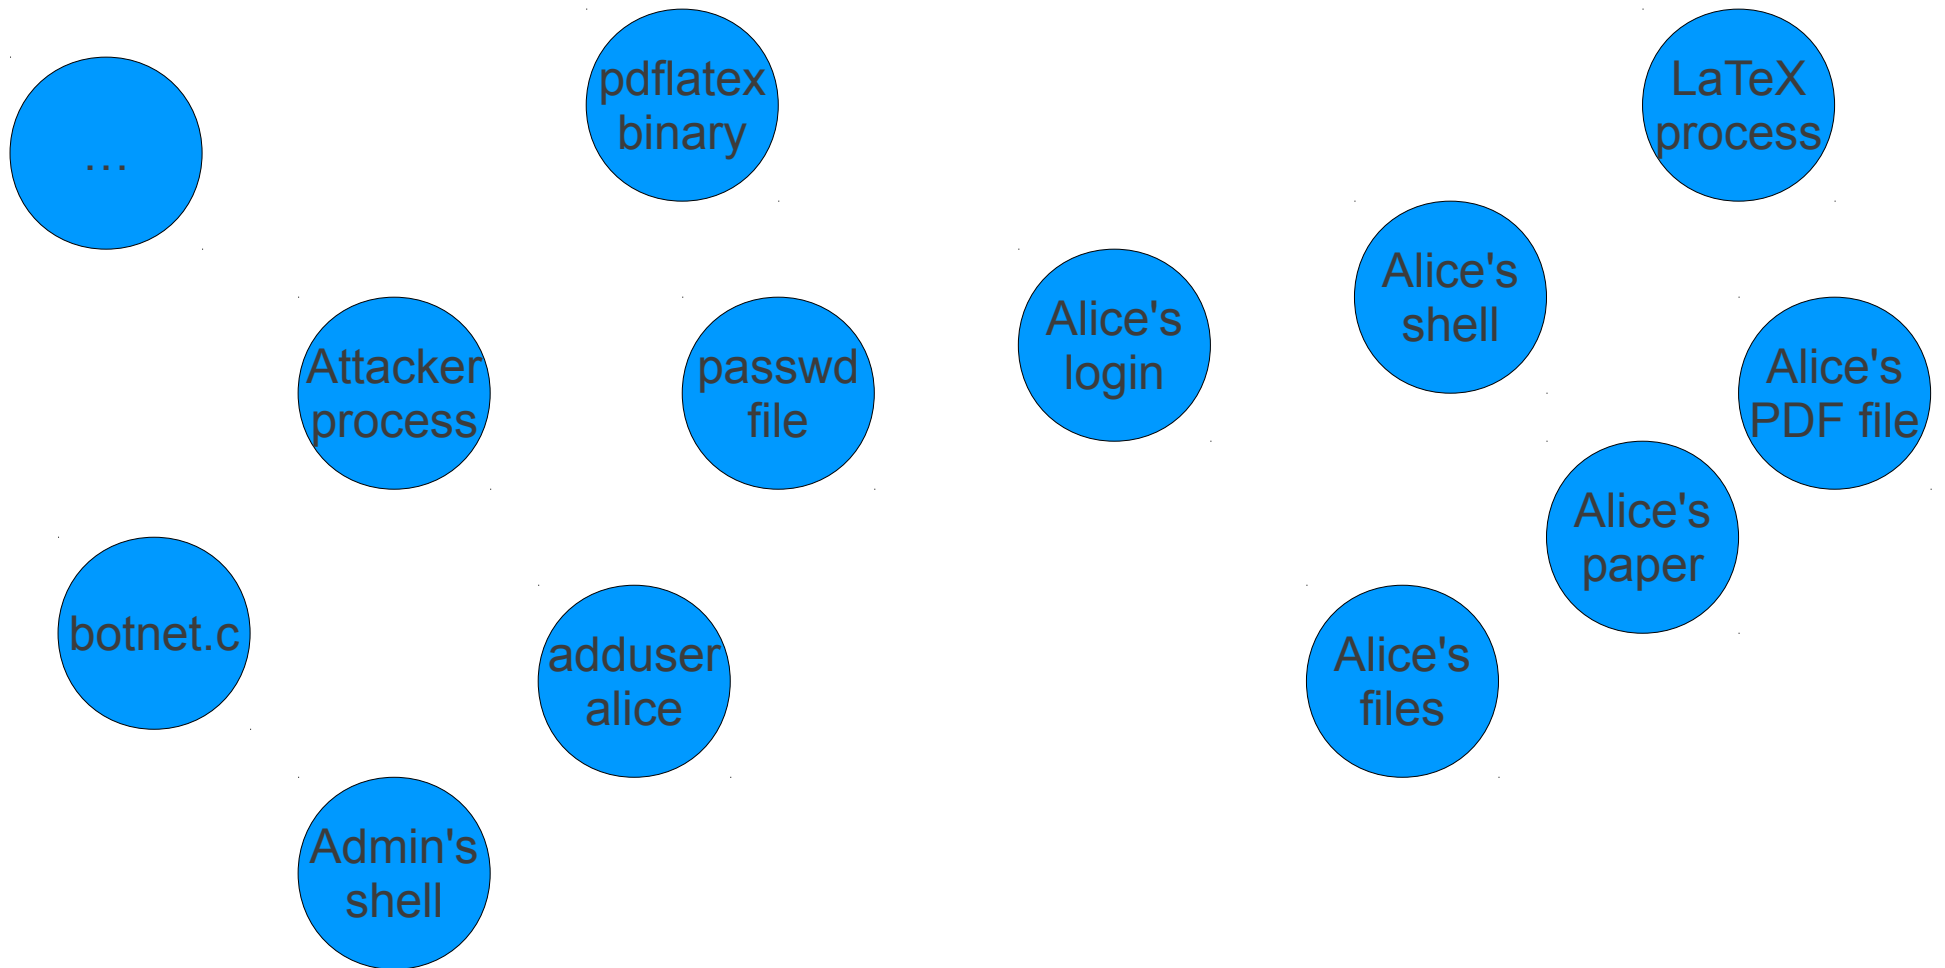 …
pdflatex
binary
LaTeX
process
Attacker
process
passwd
file
Alice's
login
Alice's
shell
Alice's
PDF file
Alice's
paper
botnet.c
adduser
alice
Alice's
files
Admin's
shell